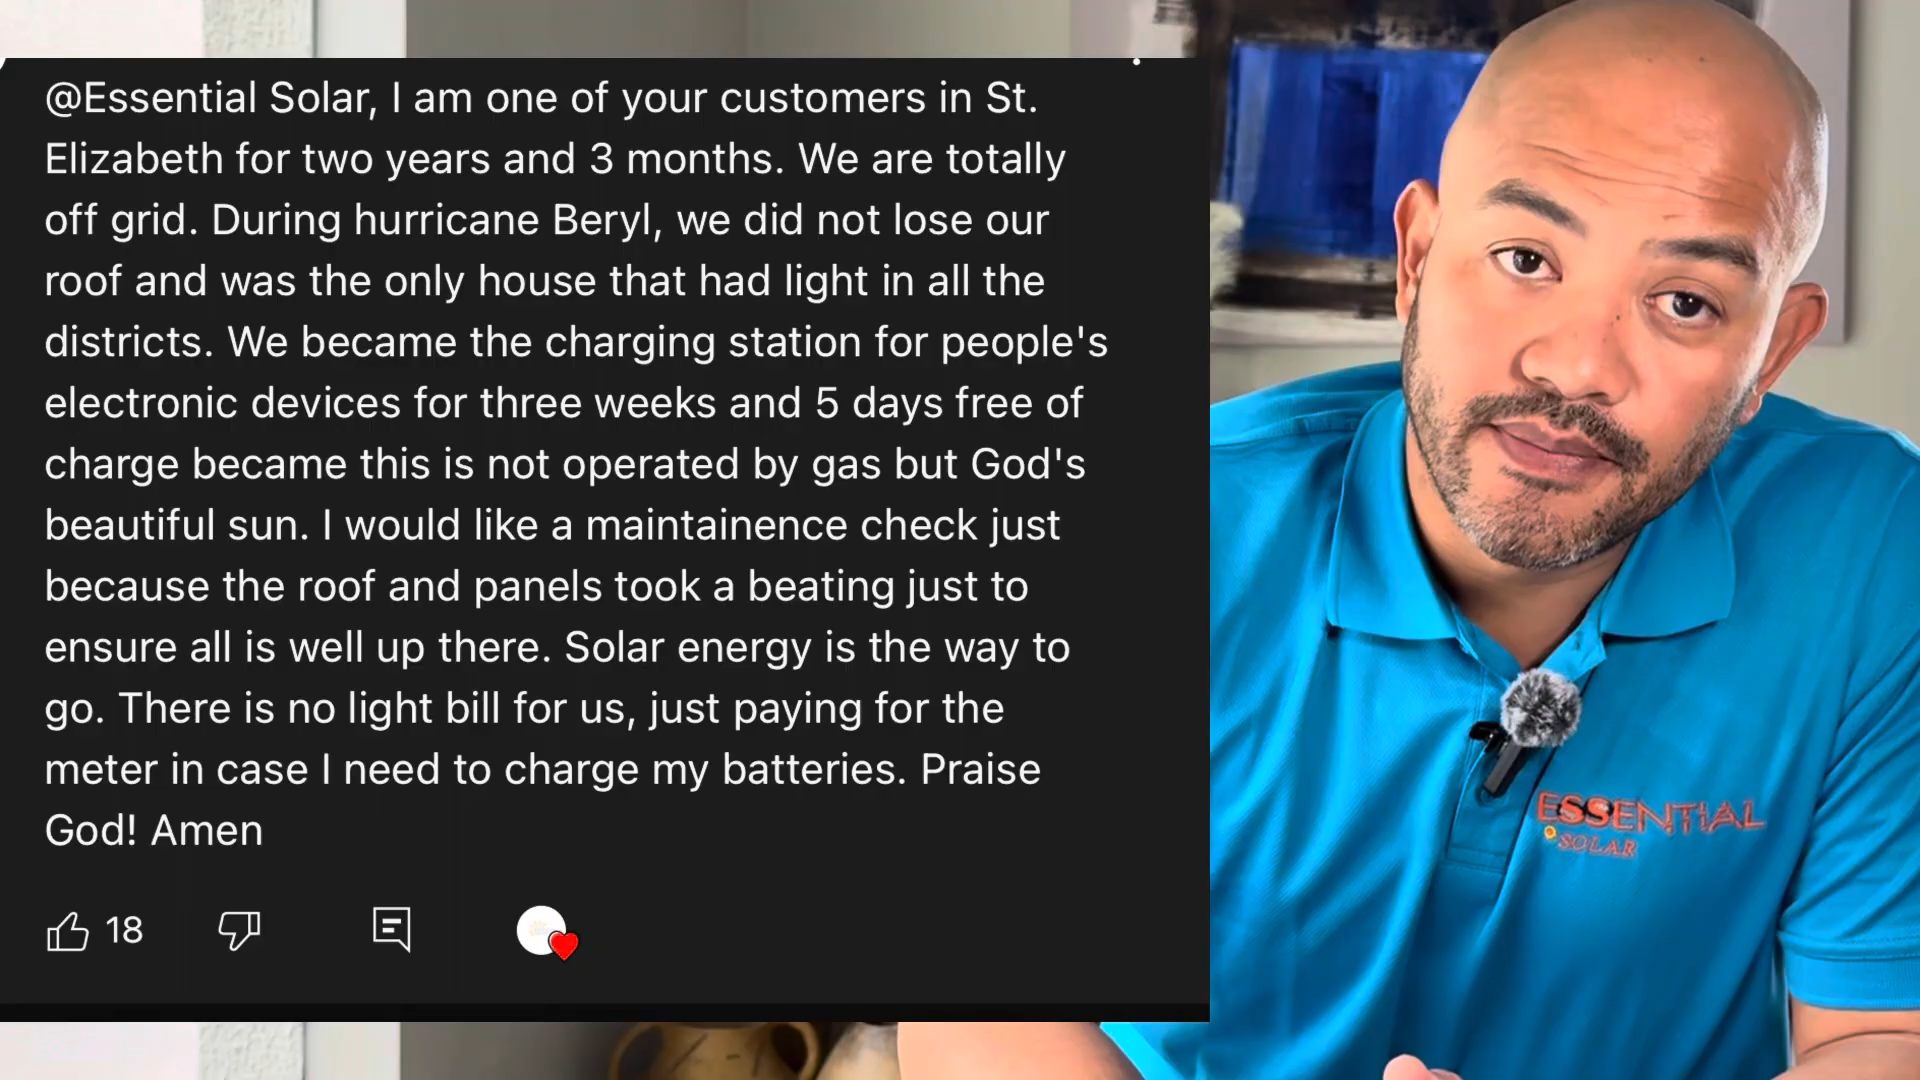 @Essential Solar, I am one of your customers in St.
Elizabeth for two years and 3 months. We are totally
off grid. During hurricane Beryl, we did not lose our
roof and was the only house that had light in all the
districts. We became the charging station for people's
electronic devices for three weeks and 5 days free of
charge became this is not operated by gas but God's
beautiful sun. I would like a maintainence check just
because the roof and panels took a beating just to
ensure all is well up there. Solar energy is the way to
go. There is no light bill for us, just paying for the
meter in case I need to charge my batteries. Praise
God! Amen
18
ESSENTIAL
SOLAR